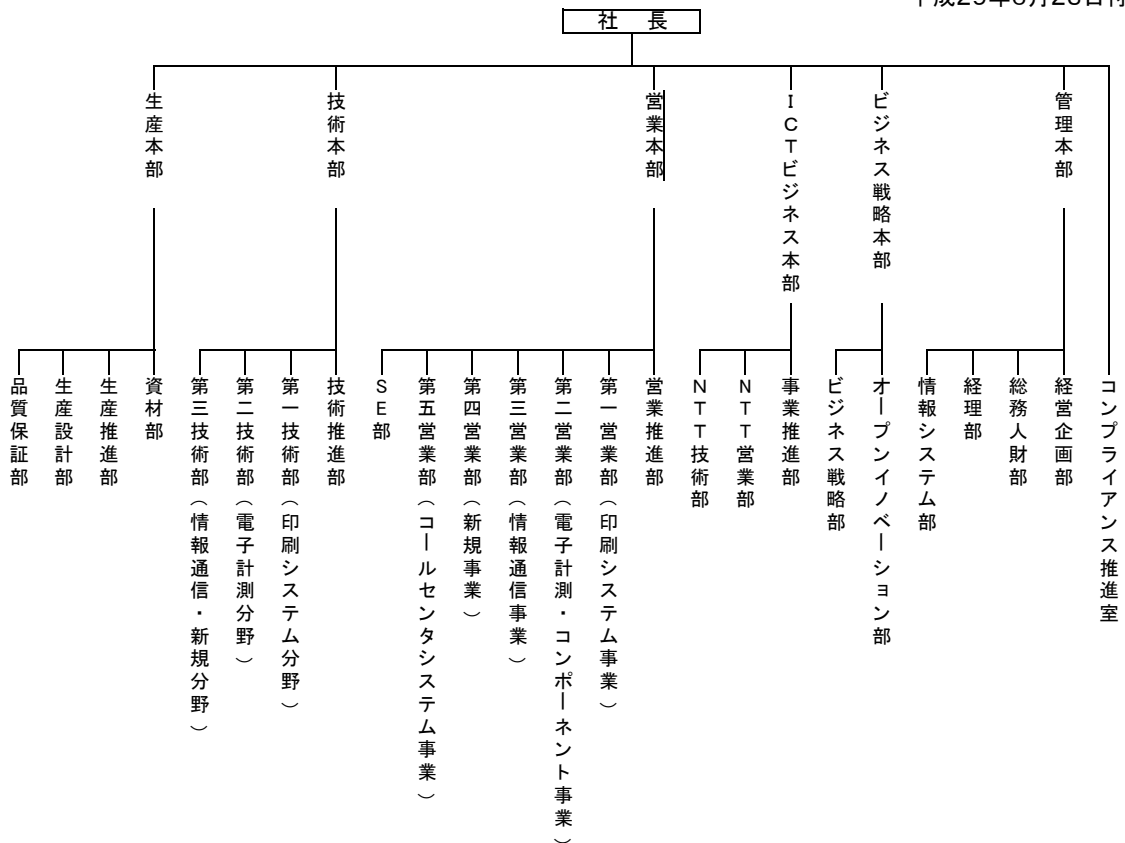 社 長
管理本部
ビジネス戦略本部
ICTビジネス本部
営業本部
技術本部
生産本部
コンプライアンス推進室
経営企画部
総務人財部
経理部
情報システム部
オープンイノベーション部
ビジネス戦略部
事業推進部
NTT営業部
NTT技術部
営業推進部
第一営業部(印刷システム事業)
第二営業部(電子計測・コンポーネント事業)
第三営業部(情報通信事業)
第四営業部(新規事業)
第五営業部(コールセンタシステム事業)
SE部
技術推進部
第一技術部(印刷システム分野)
第二技術部(電子計測分野)
第三技術部(情報通信・新規分野)
資材部
生産推進部
生産設計部
品質保証部